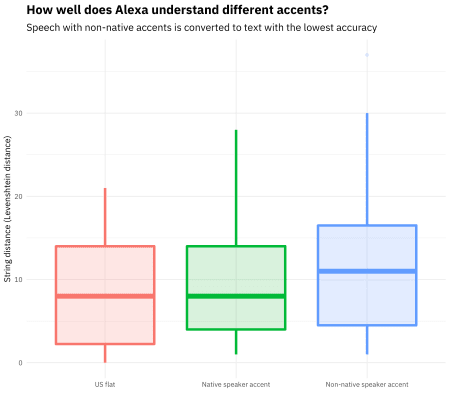 How well does Alexa understand different accents?
Speech with non-native accents is converted to text with the lowest accuracy
String distance (Levenshtein distance)
30
20
10
0
US flat
Native speaker accent
Non-native speaker accent